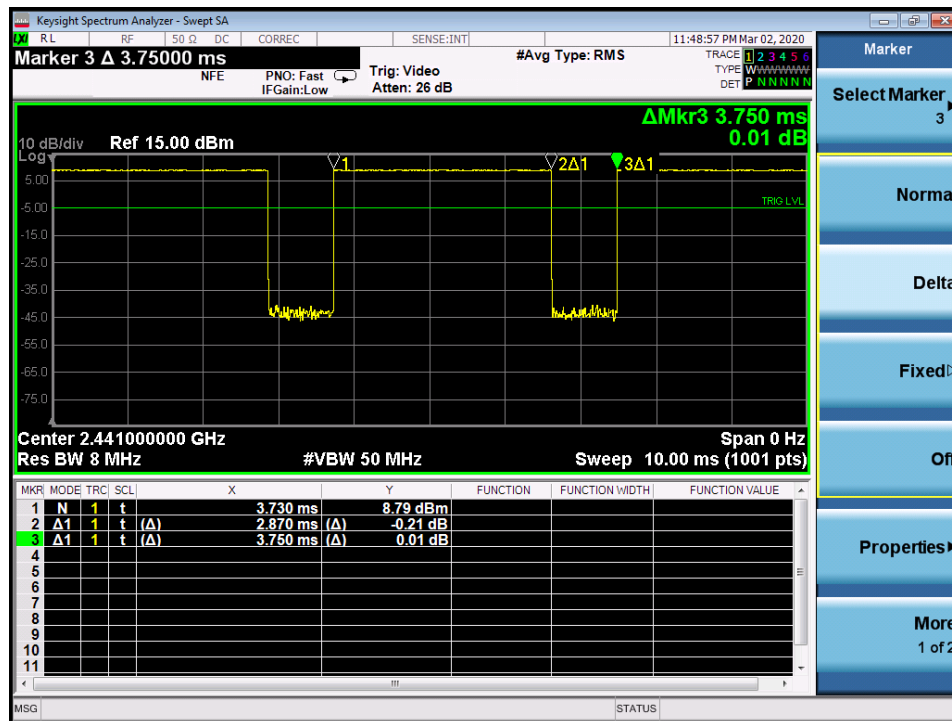 Keysight Spectrum Analyzer - Swept SA
LXI RL RF 50 Ω DC CORREC SENSE:INT 11:48:57 PM Mar 02, 2020
Marker 3 Δ 3.75000 ms
NFE PNO: Fast Trig: Video #Avg Type: RMS
IFGain:Low Atten: 26 dB
TRACE 1 2 3 4 5 6
TYPE W W W W W W
DET P N N N N N
ΔMkr3 3.750 ms
0.01 dB
10 dB/div Ref 15.00 dBm
Log
1 2Δ1 3Δ1
5.00
-5.00 TRIG LVL
-15.0
-25.0
-35.0
-45.0
-55.0
-65.0
-75.0
Center 2.441000000 GHz Span 0 Hz
Res BW 8 MHz #VBW 50 MHz Sweep 10.00 ms (1001 pts)
MKR MODE TRC SCL X Y FUNCTION FUNCTION WIDTH FUNCTION VALUE
1 N 1 t 3.730 ms 8.79 dBm
2 Δ1 1 t (Δ) 2.870 ms (Δ) -0.21 dB
3 Δ1 1 t (Δ) 3.750 ms (Δ) 0.01 dB
4
5
6
7
8
9
10
11
MSG STATUS
Marker
Select Marker
3
Norma
Delta
Fixed
Off
Properties
More
1 of 2